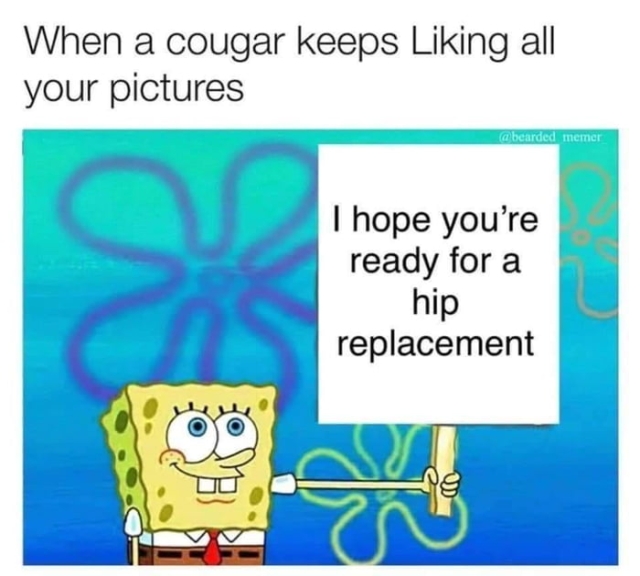 When a cougar keeps Liking all
your pictures
@bearded_memer
I hope you're
ready for a
hip
replacement